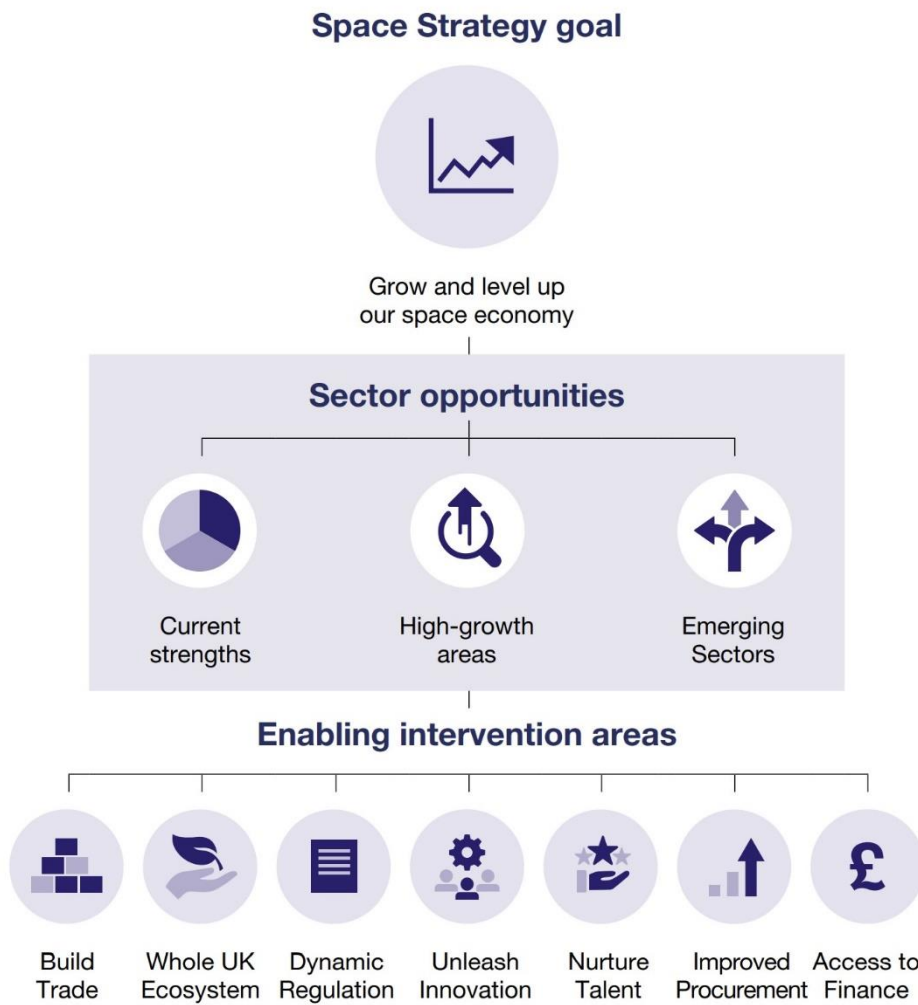 Space Strategy goal
Grow and level up
our space economy
Sector opportunities
Current
strengths
High-growth
areas
Emerging
Sectors
Enabling intervention areas
Build
Trade
Whole UK
Ecosystem
Dynamic
Regulation
Unleash
Innovation
Nurture
Talent
Improved
Procurement
£
Access to
Finance